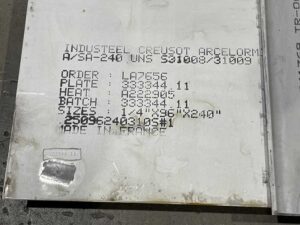 INDUSTEEL CREUSOT ARCELORM
A/SA-240 UNS S31008/31009
ORDER : LA7656
PLATE : 333344 11
HEAT : A222905
BATCH : 333344 11
SIZES : 1/4"X96"X240"
MADE IN FRANCE